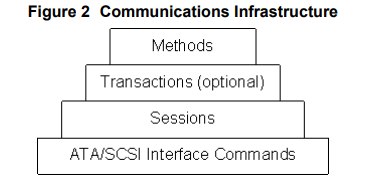 Figure 2 Communications Infrastructure
Methods
Transactions (optional)
Sessions
ATA/SCSI Interface Commands